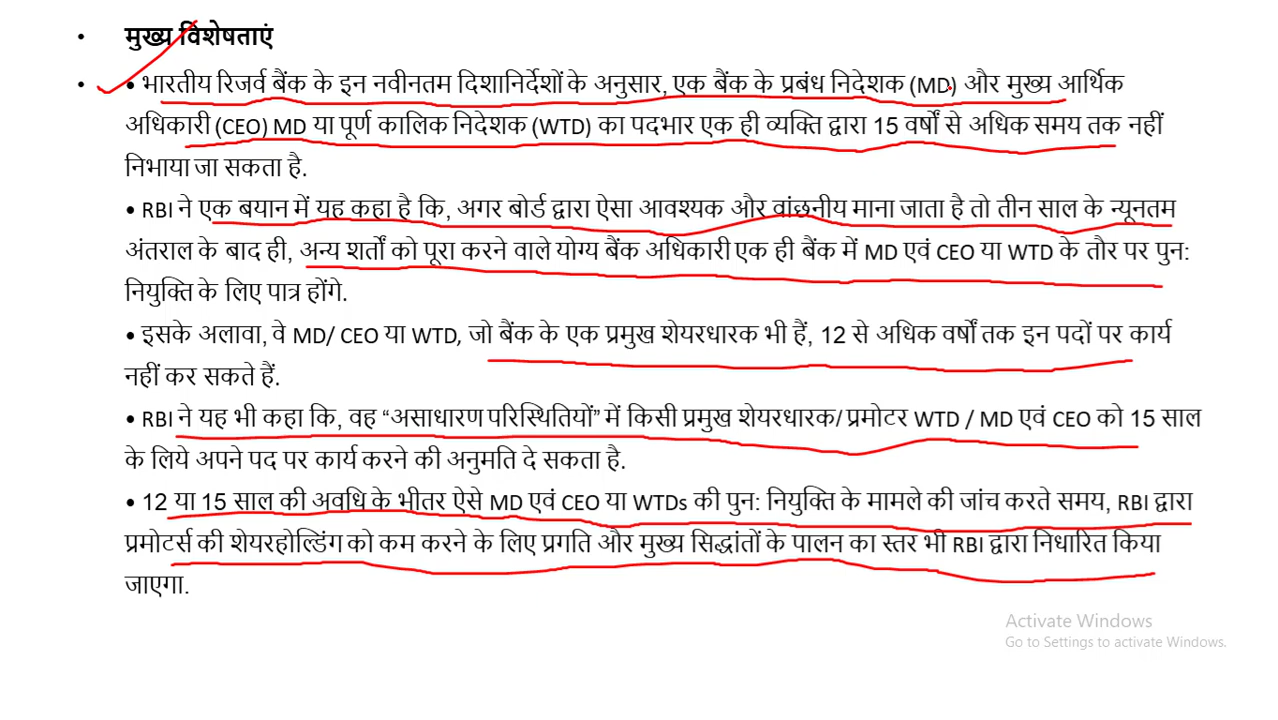 • मुख्य विशेषताएं
• • भारतीय रिजर्व बैंक के इन नवीनतम दिशानिर्देशों के अनुसार, एक बैंक के प्रबंध निदेशक (MD) और मुख्य आर्थिक
अधिकारी (CEO) MD या पूर्ण कालिक निदेशक (WTD) का पदभार एक ही व्यक्ति द्वारा 15 वर्षों से अधिक समय तक नहीं
निभाया जा सकता है.
• RBI ने एक बयान में यह कहा है कि, अगर बोर्ड द्वारा ऐसा आवश्यक और वांछनीय माना जाता है तो तीन साल के न्यूनतम
अंतराल के बाद ही, अन्य शर्तों को पूरा करने वाले योग्य बैंक अधिकारी एक ही बैंक में MD एवं CEO या WTD के तौर पर पुन:
नियुक्ति के लिए पात्र होंगे.
• इसके अलावा, वे MD/ CEO या WTD, जो बैंक के एक प्रमुख शेयरधारक भी हैं, 12 से अधिक वर्षों तक इन पदों पर कार्य
नहीं कर सकते हैं.
• RBI ने यह भी कहा कि, वह “असाधारण परिस्थितियों” में किसी प्रमुख शेयरधारक/ प्रमोटर WTD / MD एवं CEO को 15 साल
के लिये अपने पद पर कार्य करने की अनुमति दे सकता है.
• 12 या 15 साल की अवधि के भीतर ऐसे MD एवं CEO या WTDs की पुन: नियुक्ति के मामले की जांच करते समय, RBI द्वारा
प्रमोटर्स की शेयरहोल्डिंग को कम करने के लिए प्रगति और मुख्य सिद्धांतों के पालन का स्तर भी RBI द्वारा निर्धारित किया
जाएगा.
Activate Windows
Go to Settings to activate Windows.